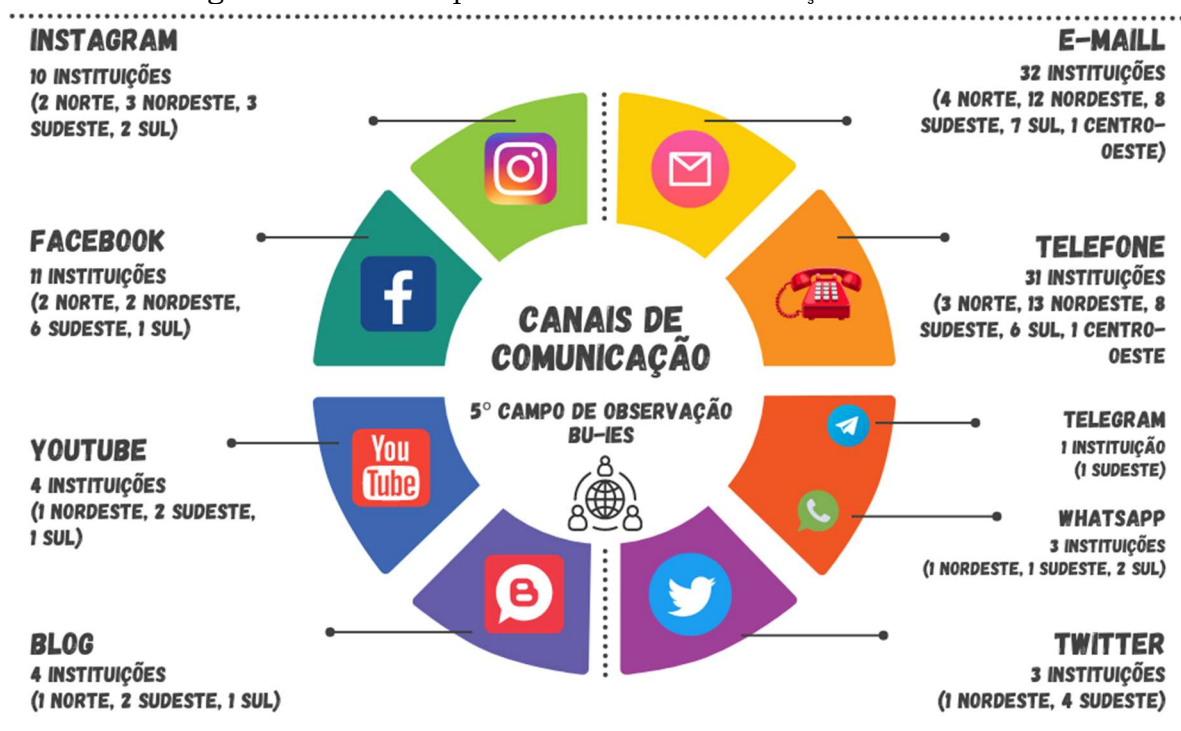 INSTAGRAM
10 INSTITUIÇÕES
(2 NORTE, 3 NORDESTE, 3
SUDESTE, 2 SUL)
FACEBOOK
11 INSTITUIÇÕES
(2 NORTE, 2 NORDESTE,
6 SUDESTE, 1 SUL)
YOUTUBE
4 INSTITUIÇÕES
(1 NORDESTE, 2 SUDESTE,
1 SUL)
BLOG
4 INSTITUIÇÕES
(1 NORTE, 2 SUDESTE, 1 SUL)
You
Tube
CANAIS DE
COMUNICAÇÃO
5° CAMPO DE OBSERVAÇÃO
BU-IES
E-MAILL
32 INSTITUIÇÕES
(4 NORTE, 12 NORDESTE, 8
SUDESTE, 7 SUL, 1 CENTRO-
OESTE)
TELEFONE
31 INSTITUIÇÕES
(3 NORTE, 13 NORDESTE, 8
SUDESTE, 6 SUL, 1 CENTRO-
OESTE
TELEGRAM
1 INSTITUIÇÃO
(1 SUDESTE)
WHATSAPP
3 INSTITUIÇÕES
(1 NORDESTE, 1 SUDESTE, 2 SUL)
TWITTER
3 INSTITUIÇÕES
(1 NORDESTE, 4 SUDESTE)